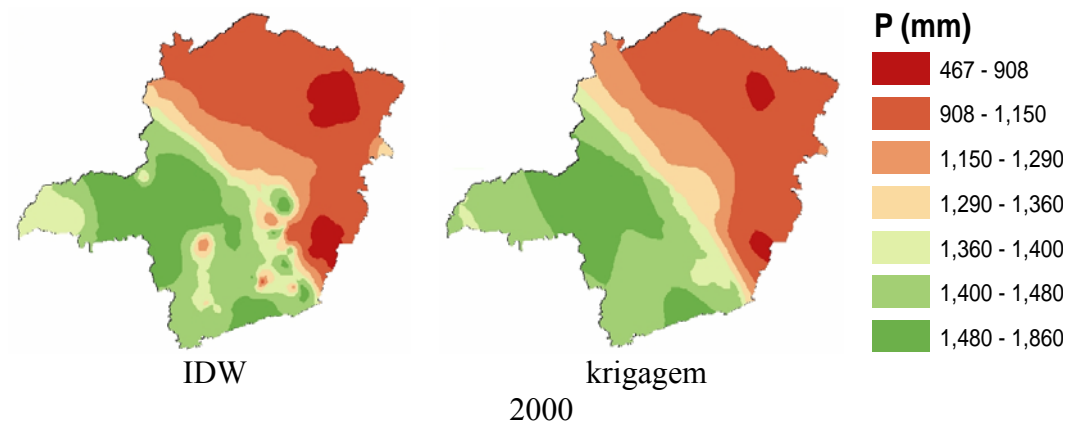 P (mm)
467 - 908
908 - 1,150
1,150 - 1,290
1,290 - 1,360
1,360 - 1,400
1,400 - 1,480
1,480 - 1,860
IDW
krigagem
2000